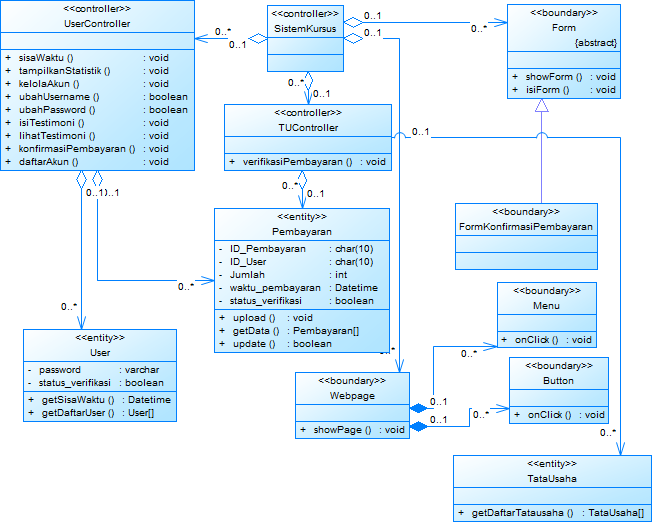 <<controller>>
UserController
+ sisaWaktu () : void
+ tampilkanStatistik () : void
+ kelolaAkun () : void
+ ubahUsername () : boolean
+ ubahPassword () : boolean
+ isiTestimoni () : void
+ lihatTestimoni () : void
+ konfirmasiPembayaran () : void
+ daftarAkun () : void
0..*
0..1
<<controller>>
SistemKursus
0..1
0..*
0..1
<<boundary>>
Form
{abstract}
+ showForm () : void
+ isiForm () : void
0..*
0..1
<<controller>>
TUController
+ verifikasiPembayaran () : void
0..1
0..*
0..1
0..1
0..1
<<entity>>
Pembayaran
- ID_Pembayaran : char(10)
- ID_User : char(10)
- Jumlah : int
- waktu_pembayaran : Datetime
- status_verifikasi : boolean
+ upload () : void
+ getData () : Pembayaran[]
+ update () : boolean
0..*
<<boundary>>
FormKonfirmasiPembayaran
0..*
<<entity>>
User
- password : varchar
- status_verifikasi : boolean
+ getSisaWaktu () : Datetime
+ getDaftarUser () : User[]
<<boundary>>
Menu
+ onClick () : void
0..*
0..*
<<boundary>>
Webpage
+ showPage () : void
0..1
0..1
<<boundary>>
Button
+ onClick () : void
0..*
0..*
<<entity>>
TataUsaha
+ getDaftarTatausaha () : TataUsaha[]